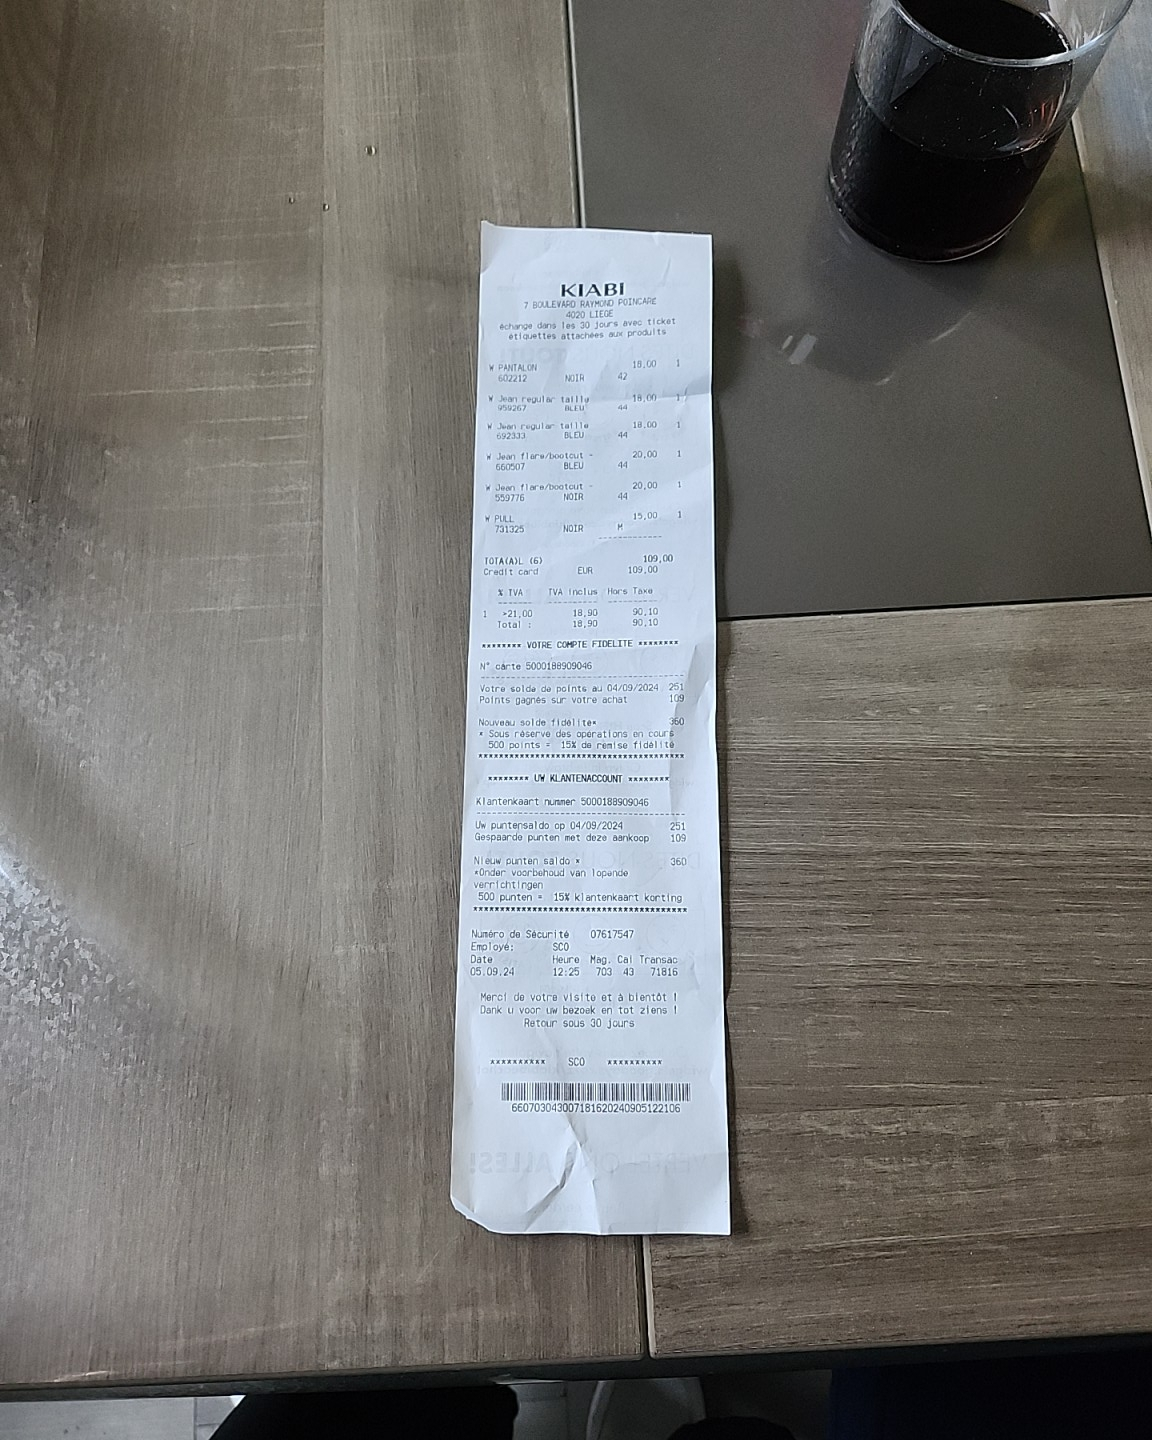 KIABI
7 BOULEVARD RAYMOND POINCARE
4020 LIEGE
échange dans les 30 jours avec ticket
étiquettes attachées aux produits
W PANTALON 18,00 1
602212 NOIR 42
W Jean regular taille 18,00 1
959267 BLEU 44
W Jean regular taille 18,00 1
692333 BLEU 44
W Jean flare/bootcut - 20,00 1
660507 BLEU 44
W Jean flare/bootcut - 20,00 1
559776 NOIR 44
W PULL 15,00 1
731325 NOIR M
------------
TOTA(A)L (6) 109,00
Credit card EUR 109,00
% TVA TVA inclus Hors Taxe
------- --------- ---------
1 >21,00 18,90 90,10
Total : 18,90 90,10
******** VOTRE COMPTE FIDELITE ********
N° carte 5000188909046
----------------------------------------
Votre solde de points au 04/09/2024 251
Points gagnés sur votre achat 109
Nouveau solde fidélité* 360
* Sous réserve des opérations en cours
500 points = 15% de remise fidélité
****************************************
******** UW KLANTENACCOUNT ********
Klantenkaart nummer 5000188909046
----------------------------------------
Uw puntensaldo op 04/09/2024 251
Gespaarde punten met deze aankoop 109
Nieuw punten saldo * 360
*Onder voorbehoud van lopende
verrichtingen
500 punten = 15% klantenkaart korting
****************************************
Numéro de Sécurité 07617547
Employé: SCO
Date Heure Mag. Cai Transac
05.09.24 12:25 703 43 71816
Merci de votre visite et à bientôt !
Dank u voor uw bezoek en tot ziens !
Retour sous 30 jours
********** SCO **********
660703043007181620240905122106